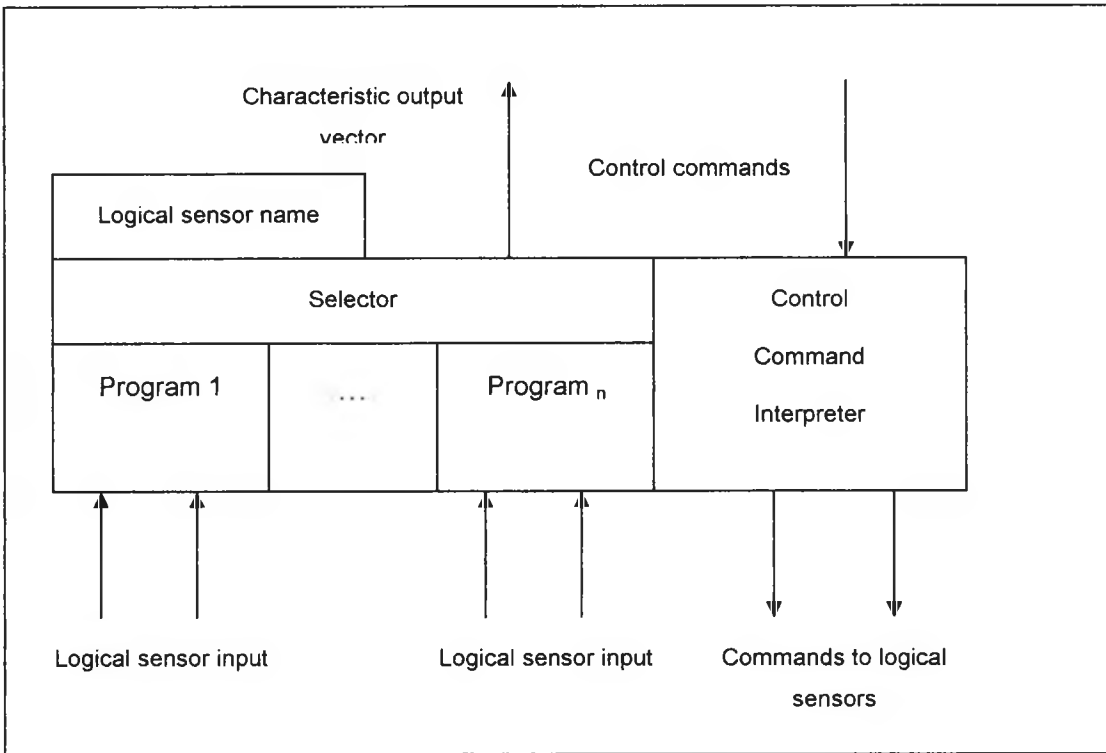 Characteristic output
vector
Control commands
Logical sensor name
Selector
Control
Command
Interpreter
Program 1
....
Program n
Logical sensor input
Logical sensor input
Commands to logical
sensors